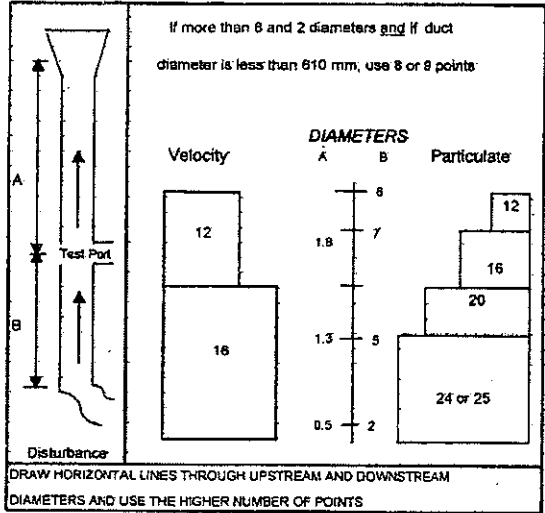 If more than 8 and 2 diameters and if duct
diameter is less than 610 mm, use 8 or 9 points
DIAMETERS
Velocity A B Particulate
A
B
Test Port
Disturbance
12
16
8
7
1.8
1.3
5
0.5
2
12
16
20
24 or 25
DRAW HORIZONTAL LINES THROUGH UPSTREAM AND DOWNSTREAM
DIAMETERS AND USE THE HIGHER NUMBER OF POINTS